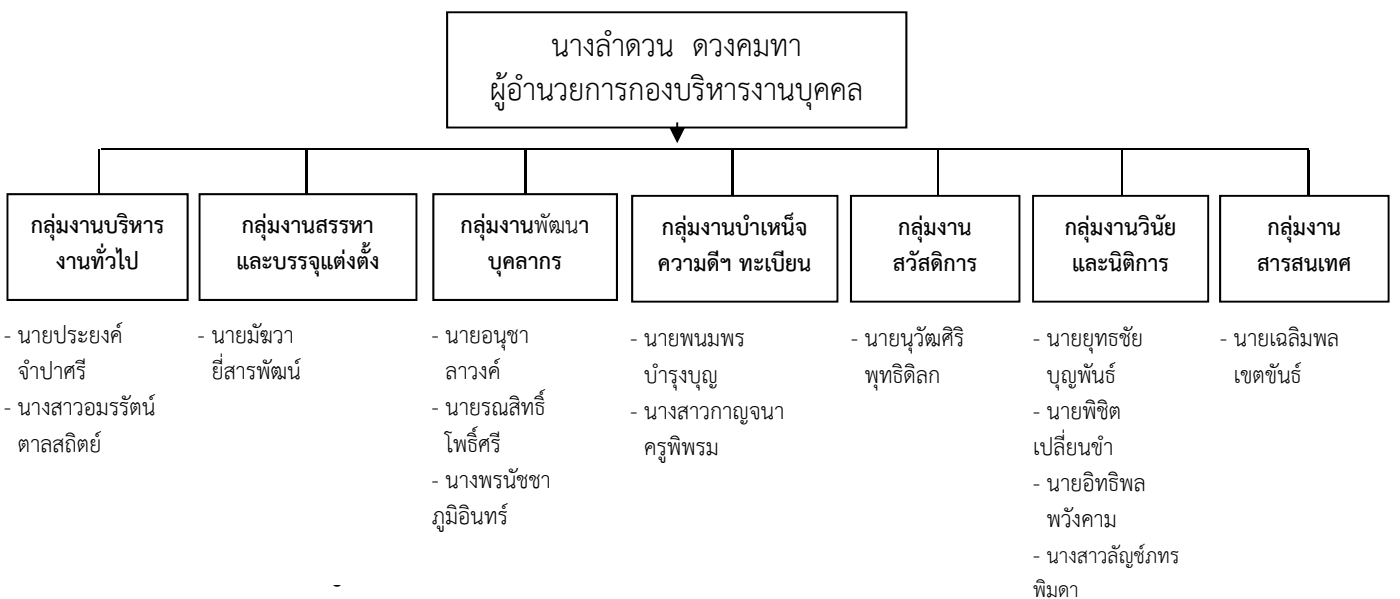 นางลำดวน ดวงคมทา
ผู้อำนวยการกองบริหารงานบุคคล
กลุ่มงานบริหาร
งานทั่วไป
- นายประยงค์
จำปาศรี
- นางสาวอมรรัตน์
ตาลสถิตย์
กลุ่มงานสรรหา
และบรรจุแต่งตั้ง
- นายมัฆวา
ยี่สารพัฒน์
กลุ่มงานพัฒนา
บุคลากร
- นายอนุชา
ลาวงค์
- นายรณสิทธิ์
โพธิ์ศรี
- นางพรนัชชา
ภูมิอินทร์
กลุ่มงานบำเหน็จ
ความดีฯ ทะเบียน
- นายพนมพร
บำรุงบุญ
- นางสาวกาญจนา
ครูพิพรม
กลุ่มงาน
สวัสดิการ
- นายนุวัฒศิริ
พุทธิดิลก
กลุ่มงานวินัย
และนิติการ
- นายยุทธชัย
บุญพันธ์
- นายพิชิต
เปลี่ยนขำ
- นายอิทธิพล
พวังคาม
- นางสาวลัญช์ภทร
พิมดา
กลุ่มงาน
สารสนเทศ
- นายเฉลิมพล
เขตขันธ์